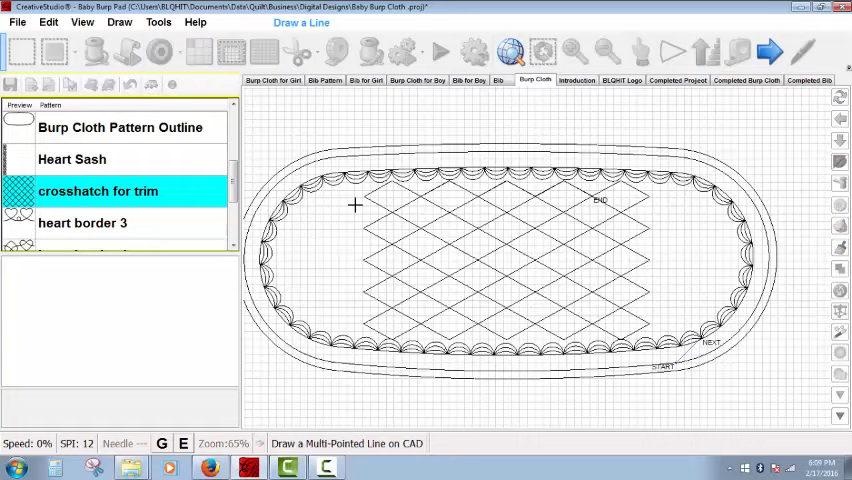 CreativeStudio® - Baby Burp Pad (C:\Users\BLQHIT\Documents\Data\Quilt\Business\Digital Designs\Baby Burp Cloth .proj)*
File Edit View Draw Tools Help Draw a Line
Burp Cloth for Girl Bib Pattern Bib for Girl Burp Cloth for Boy Bib for Boy Bib Burp Cloth Introduction BLQHIT Logo Completed Project Completed Burp Cloth Completed Bib
Preview Pattern
Burp Cloth Pattern Outline
Heart Sash
crosshatch for trim
heart border 3
END
NEXT
START
Speed: 0% SPI: 12 Needle --- G E Zoom:65% Draw a Multi-Pointed Line on CAD
6:09 PM
2/17/2016